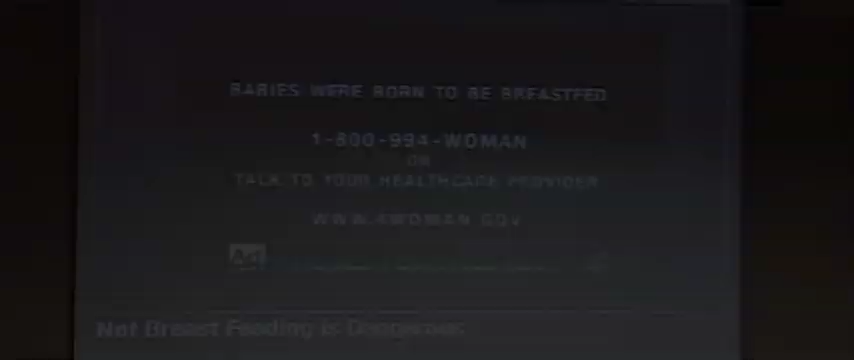 BABIES WERE BORN TO BE BREASTFED
1-800-994-WOMAN
OR
TALK TO YOUR HEALTHCARE PROVIDER
WWW.4WOMAN.GOV
Ad
Not Breast Feeding is Dangerous